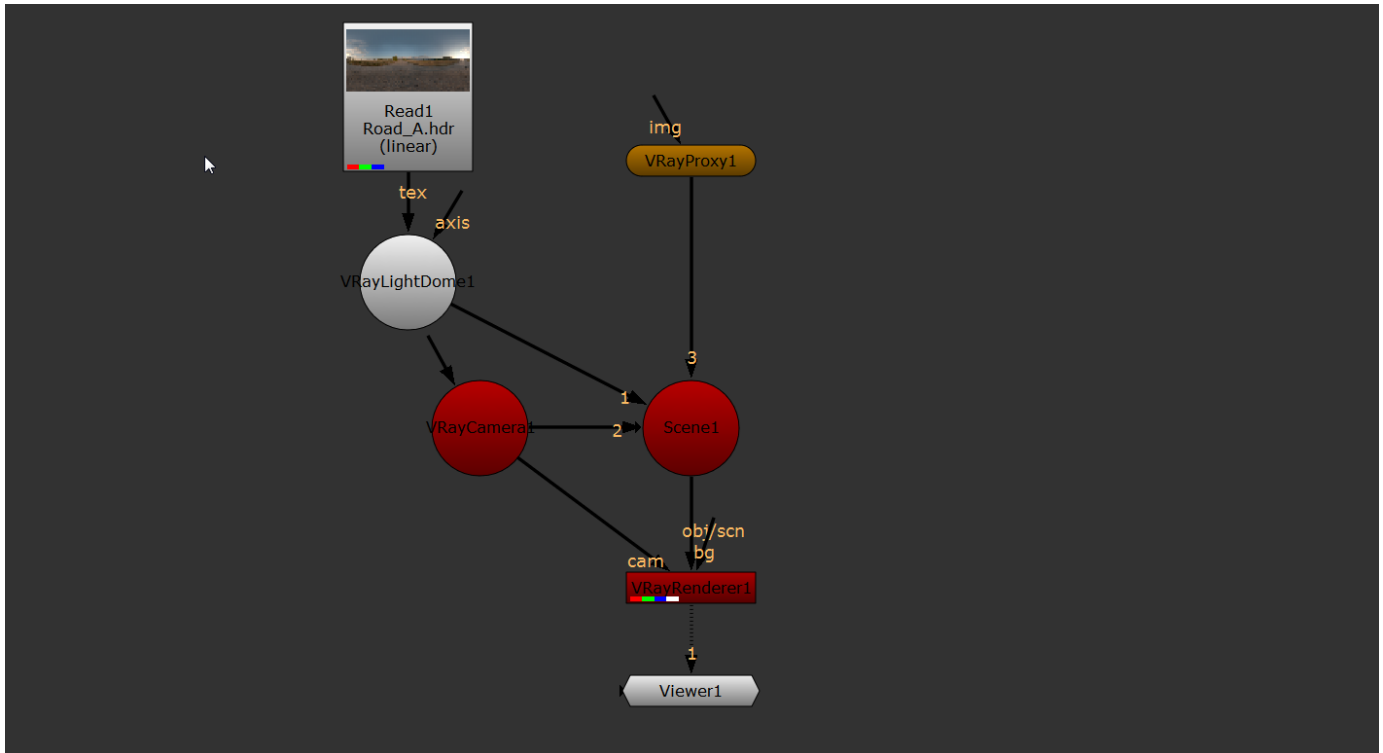 Read1
Road_A.hdr
(linear)
img
VRayProxy1
tex
axis
VRayLightDome1
3
1
VRayCamera1
2
Scene1
obj/scn
bg
cam
VRayRenderer1
1
Viewer1